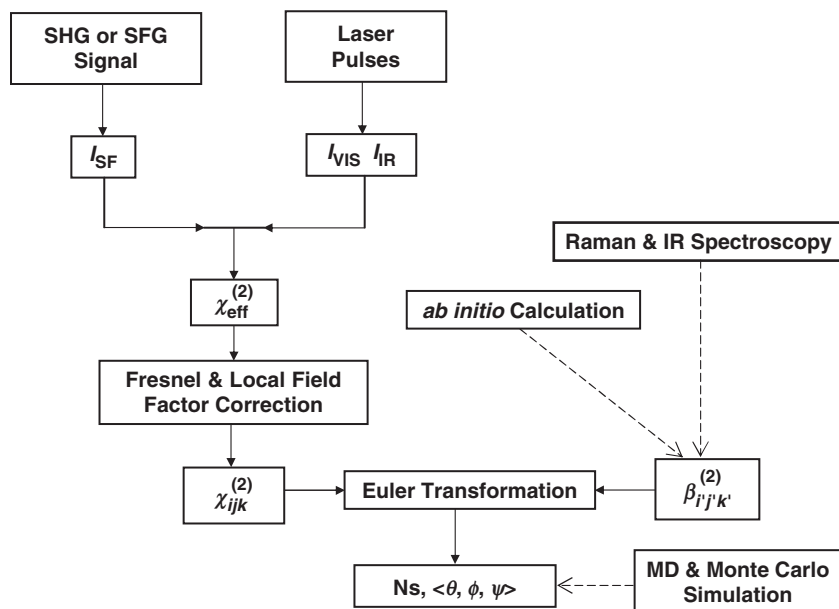 SHG or SFG
Signal
Laser
Pulses
I_SF
I_VIS I_IR
Raman & IR Spectroscopy
χ_eff^(2)
ab initio Calculation
Fresnel & Local Field
Factor Correction
χ_ijk^(2)
Euler Transformation
β_i'j'k'^(2)
Ns, <θ, ϕ, ψ>
MD & Monte Carlo
Simulation